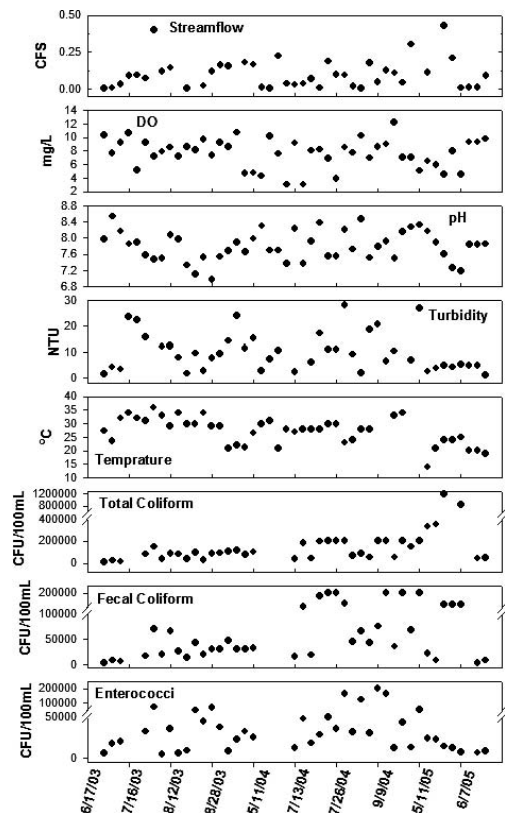 0.50
Streamflow
CFS
0.25
0.00
14
DO
12
mg/L
10
8
6
4
2
8.8
pH
8.4
8.0
7.6
7.2
6.8
30
Turbidity
NTU
20
10
0
40
35
°C
30
25
20
15
Temprature
10
1200000
Total Coliform
800000
CFU/100mL
400000
200000
0
200000
Fecal Coliform
100000
CFU/100mL
50000
0
200000
Enterococci
100000
CFU/100mL
50000
0
6/17/03 7/16/03 8/12/03 8/28/03 5/11/04 7/13/04 7/26/04 9/9/04 5/11/05 6/7/05